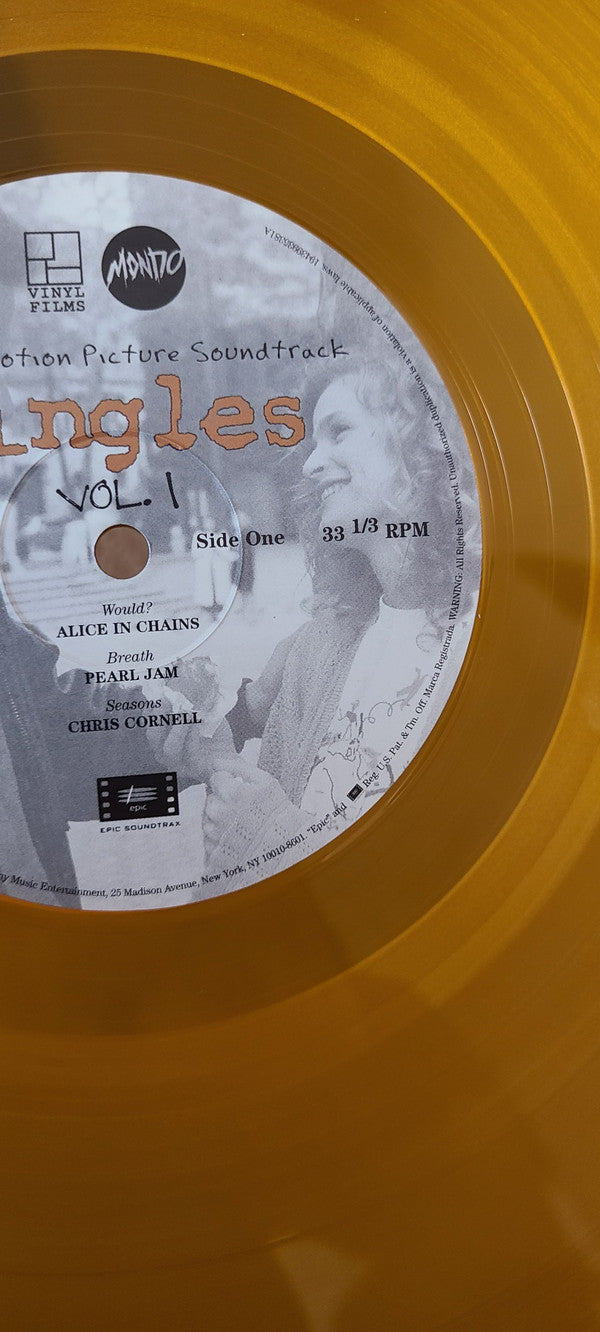 VINYL
FILMS
MONDO
otion Picture Soundtrack
ingles
VOL. 1
Side One 33 1/3 RPM
Would?
ALICE IN CHAINS
Breath
PEARL JAM
Seasons
CHRIS CORNELL
epic
EPIC SOUNDTRAX
y Music Entertainment, 25 Madison Avenue, New York, NY 10010-8601. "Epic" and Reg. U.S. Pat. & Tm. Off. Marca Registrada. WARNING: All Rights Reserved. Unauthorized duplication is a violation of applicable laws.